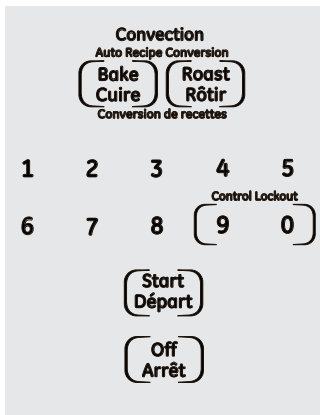 Convection
Auto Recipe Conversion
Bake Roast
Cuire Rôtir
Conversion de recettes
1 2 3 4 5
Control Lockout
6 7 8 9 0
Start
Départ
Off
Arrêt